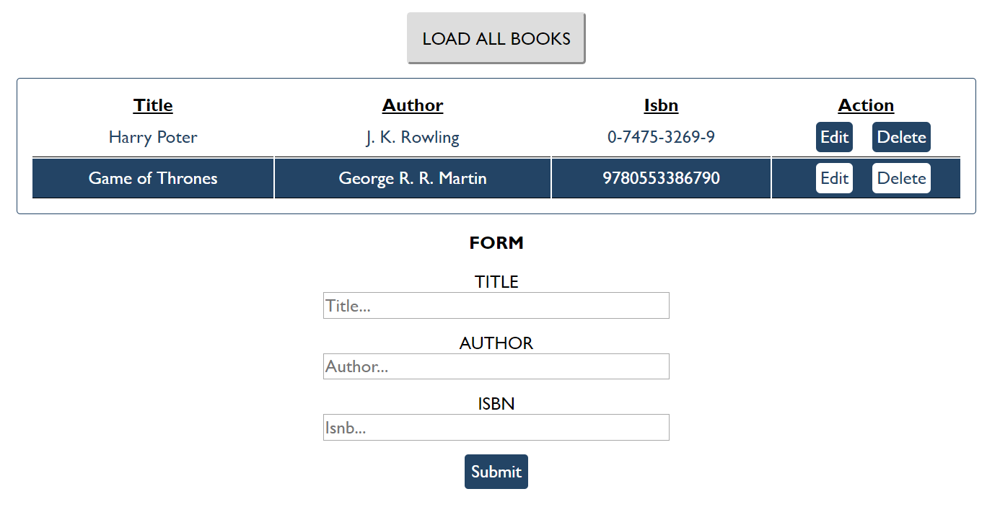 LOAD ALL BOOKS
Title Author Isbn Action
Harry Poter J. K. Rowling 0-7475-3269-9 Edit Delete
Game of Thrones George R. R. Martin 9780553386790 Edit Delete
FORM
TITLE
Title...
AUTHOR
Author...
ISBN
Isnb...
Submit